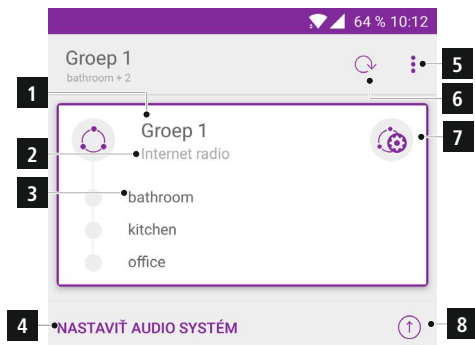 64 % 10:12
Groep 1
bathroom + 2
5
6
1
Groep 1
7
2
Internet radio
3
bathroom
kitchen
office
4
NASTAVIŤ AUDIO SYSTÉM
8